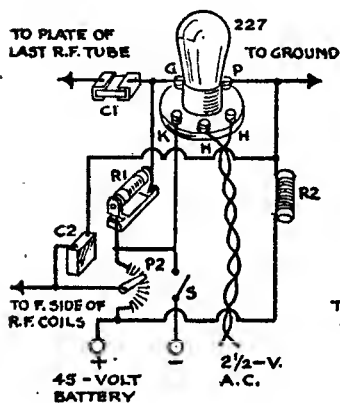 227
TO PLATE OF
LAST R.F. TUBE
TO GROUND
G
P
C1
K
H
H
R1
R2
C2
P2
S
TO F. SIDE OF
R.F. COILS
T
+
−
45-VOLT
BATTERY
2½-V.
A.C.